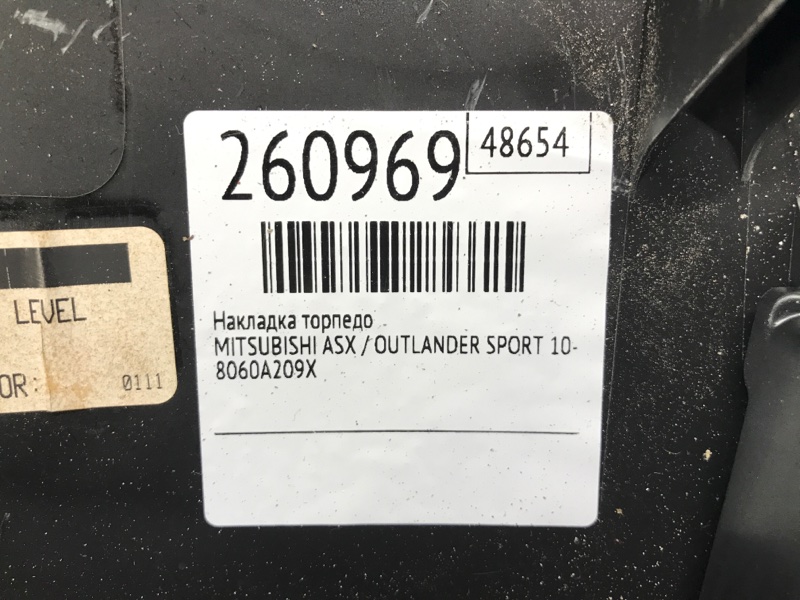 260969
48654
Накладка торпедо
MITSUBISHI ASX / OUTLANDER SPORT 10-
8060A209X
LEVEL
OR: 0111